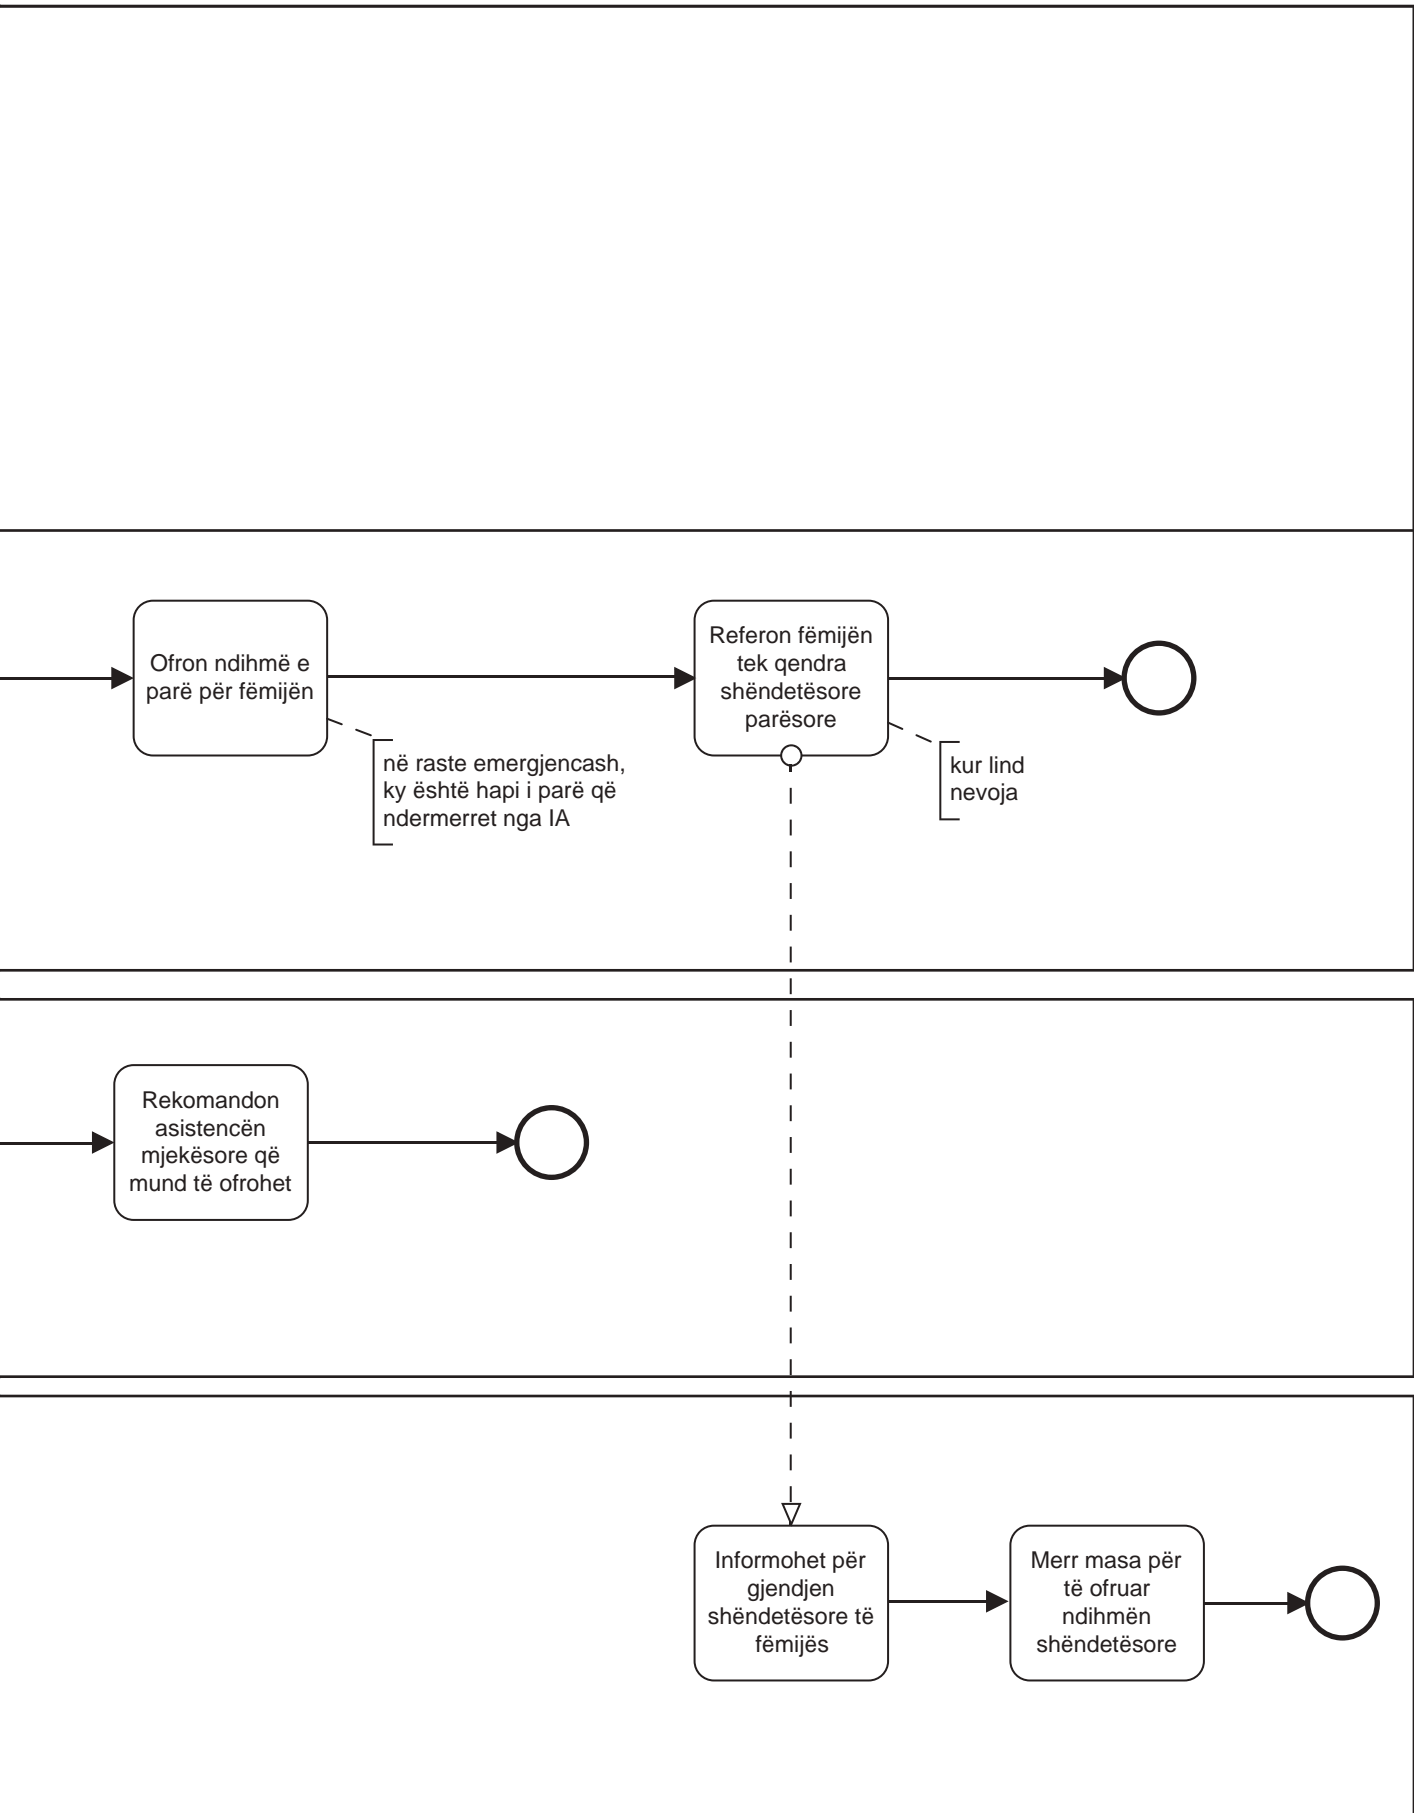 Ofron ndihmë e
parë për fëmijën
në raste emergjencash,
ky është hapi i parë që
ndermerret nga IA
Referon fëmijën
tek qendra
shëndetësore
parësore
kur lind
nevoja
Rekomandon
asistencën
mjekësore që
mund të ofrohet
Informohet për
gjendjen
shëndetësore të
fëmijës
Merr masa për
të ofruar
ndihmën
shëndetësore